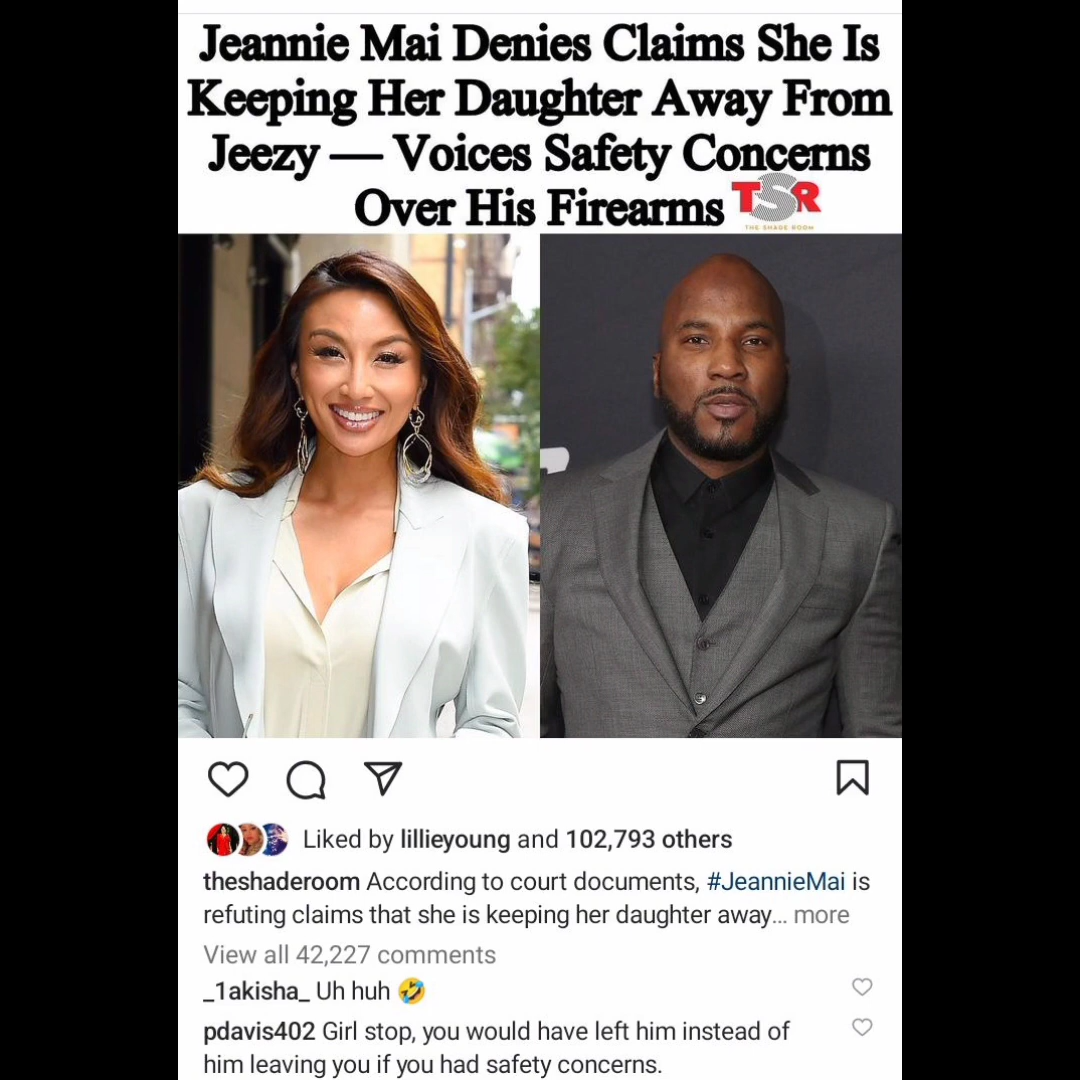 Jeannie Mai Denies Claims She Is
Keeping Her Daughter Away From
Jeezy — Voices Safety Concerns
Over His Firearms TSR
THE SHADE ROOM
Liked by lillieyoung and 102,793 others
theshaderoom According to court documents, #JeannieMai is
refuting claims that she is keeping her daughter away... more
View all 42,227 comments
_1akisha_ Uh huh 🤣
pdavis402 Girl stop, you would have left him instead of
him leaving you if you had safety concerns.